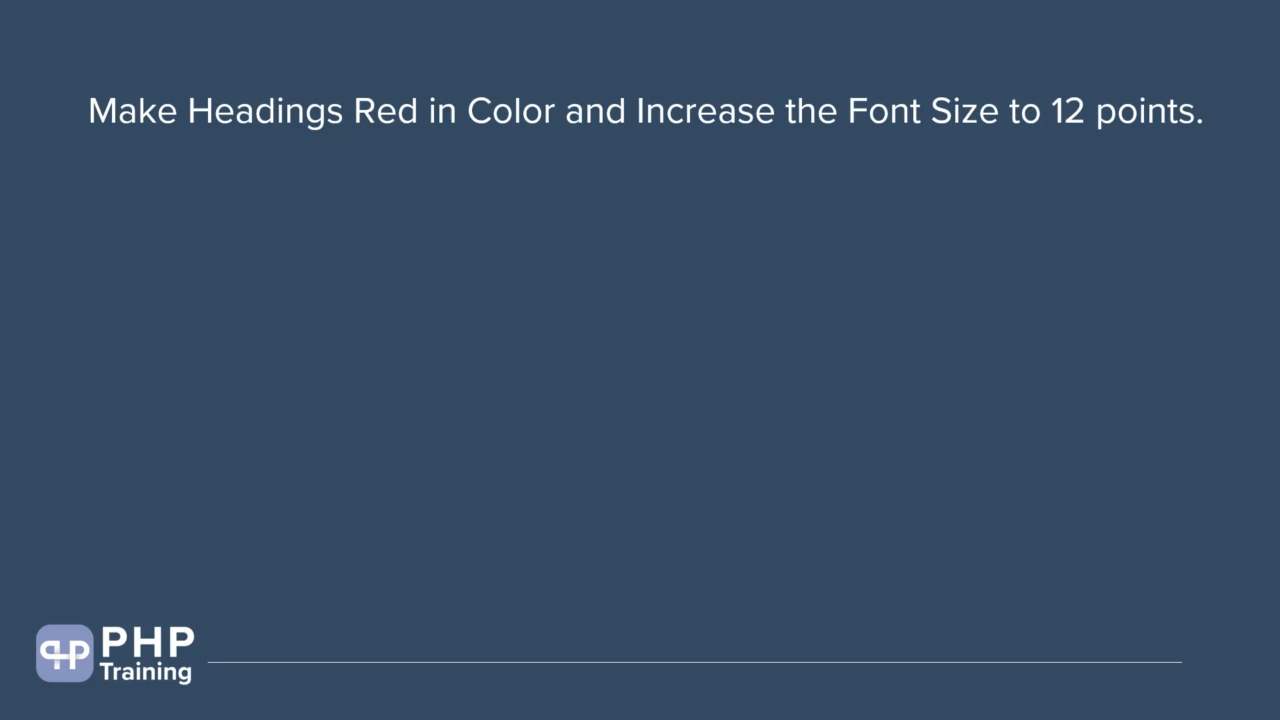 Make Headings Red in Color and Increase the Font Size to 12 points.
PHP
Training